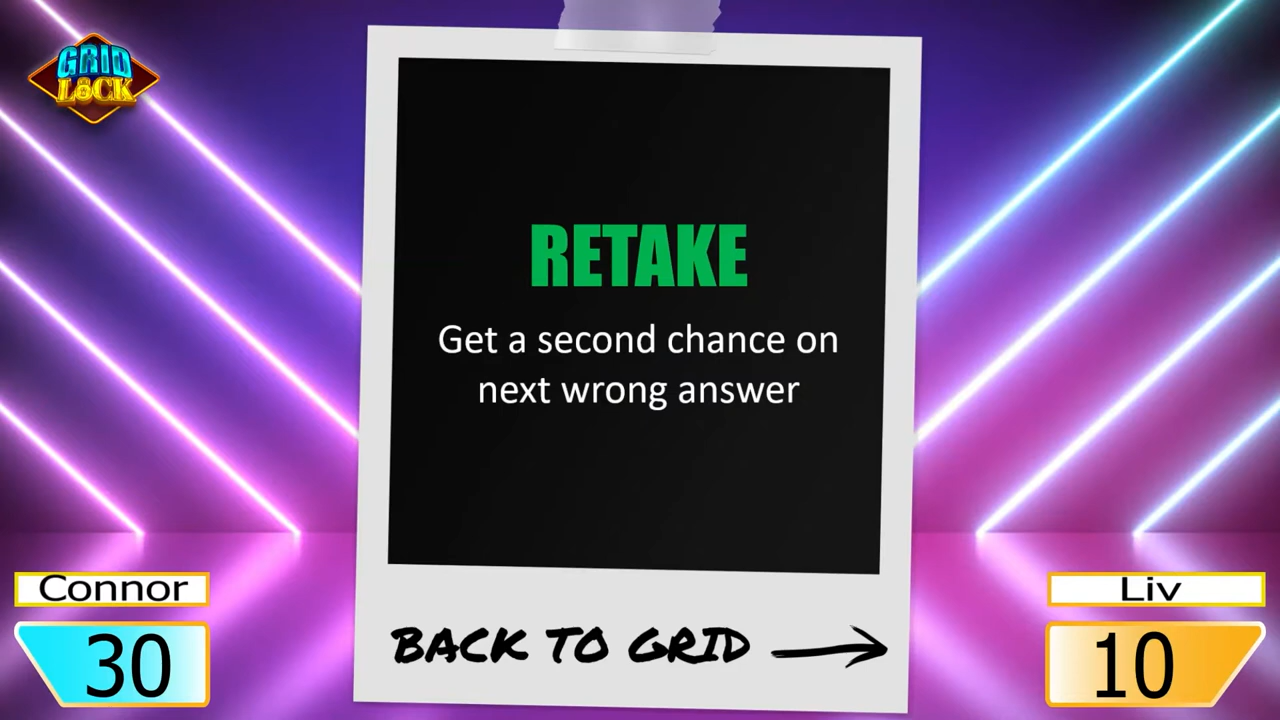 GRID
LOCK
RETAKE
Get a second chance on
next wrong answer
BACK TO GRID
Connor
30
Liv
10